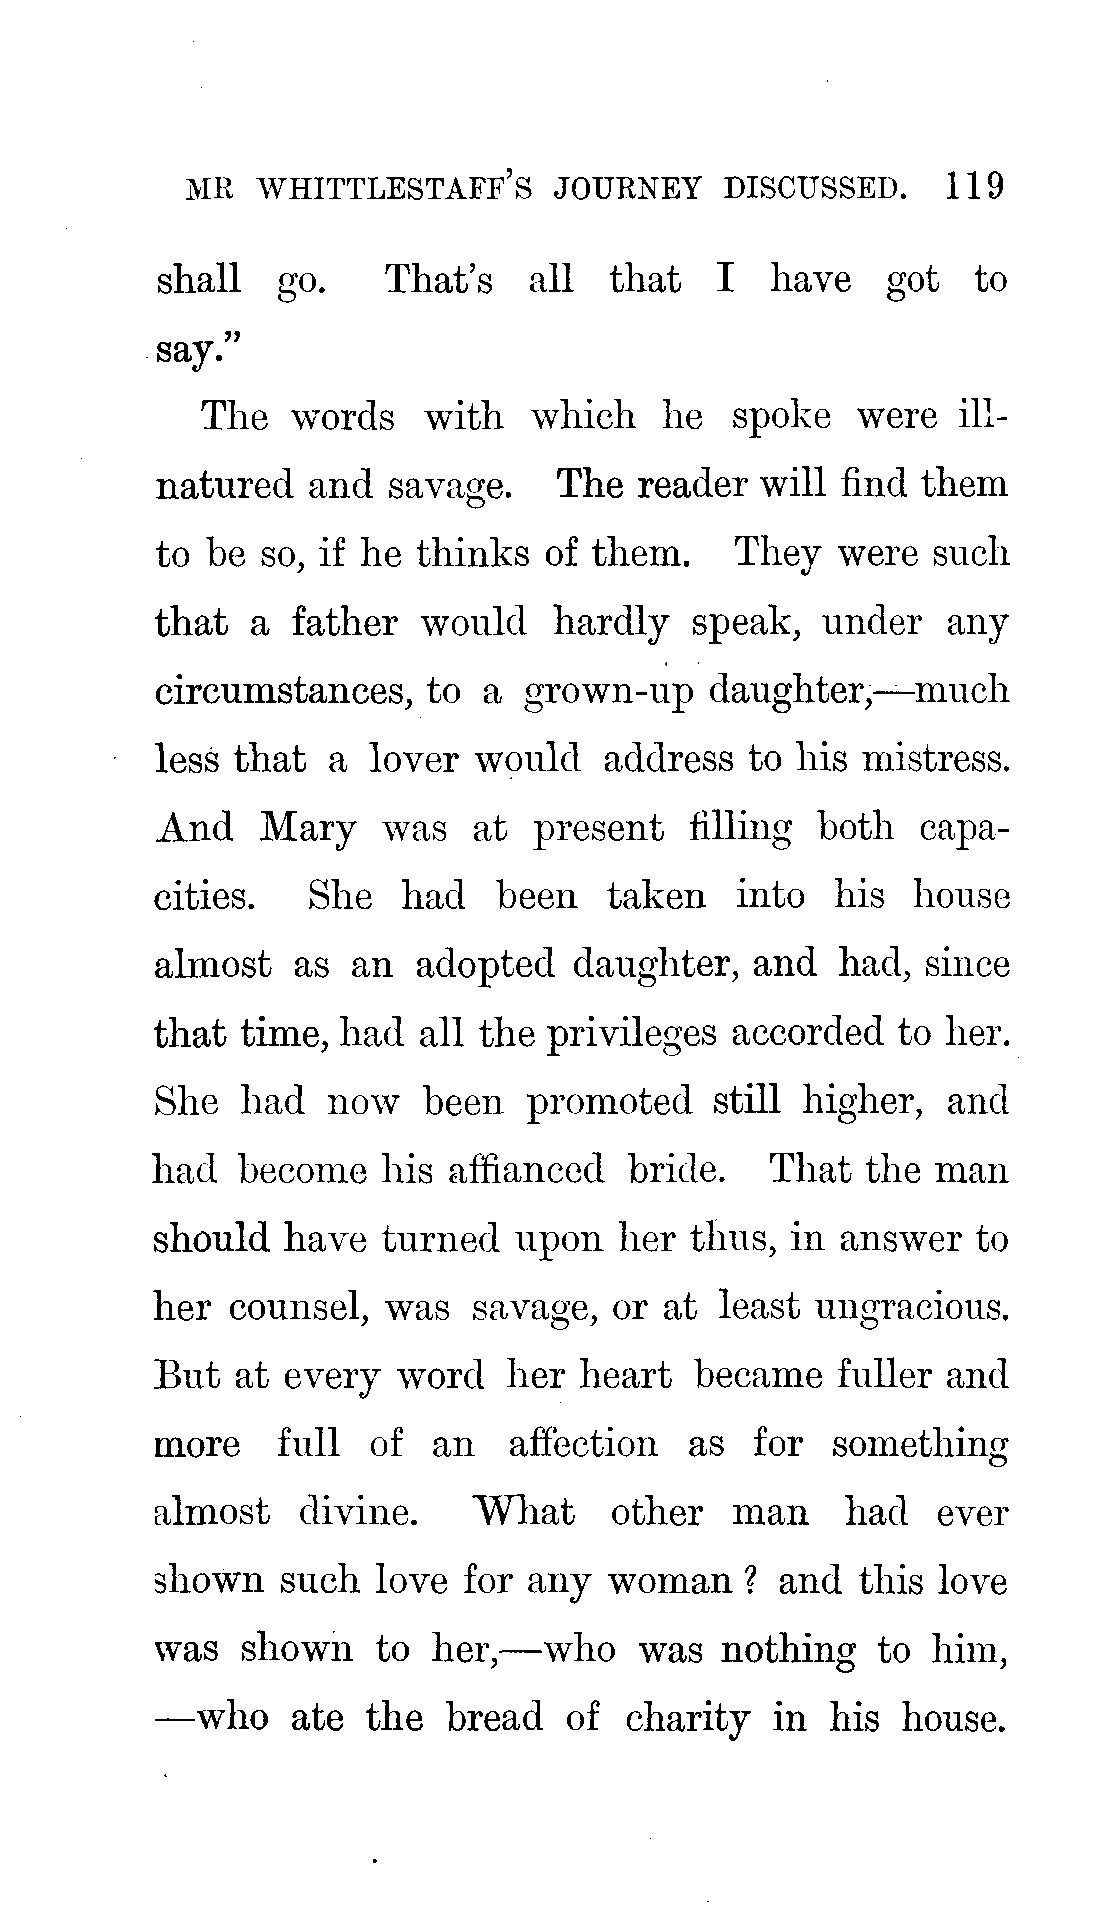 MR WHITTLESTAFF'S JOURNEY DISCUSSED. 119
shall go. That's all that I have got to
say."
The words with which he spoke were ill-
natured and savage. The reader will find them
to be so, if he thinks of them. They were such
that a father would hardly speak, under any
circumstances, to a grown-up daughter,—much
less that a lover would address to his mistress.
And Mary was at present filling both capa-
cities. She had been taken into his house
almost as an adopted daughter, and had, since
that time, had all the privileges accorded to her.
She had now been promoted still higher, and
had become his affianced bride. That the man
should have turned upon her thus, in answer to
her counsel, was savage, or at least ungracious.
But at every word her heart became fuller and
more full of an affection as for something
almost divine. What other man had ever
shown such love for any woman? and this love
was shown to her,—who was nothing to him,
—who ate the bread of charity in his house.